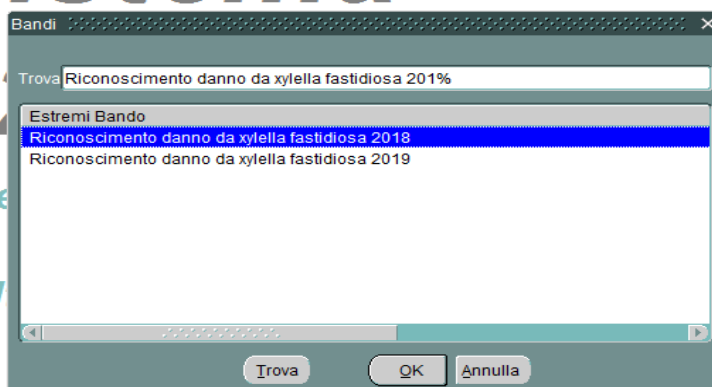 Bandi
Trova Riconoscimento danno da xylella fastidiosa 201%
Estremi Bando
Riconoscimento danno da xylella fastidiosa 2018
Riconoscimento danno da xylella fastidiosa 2019
Trova OK Annulla